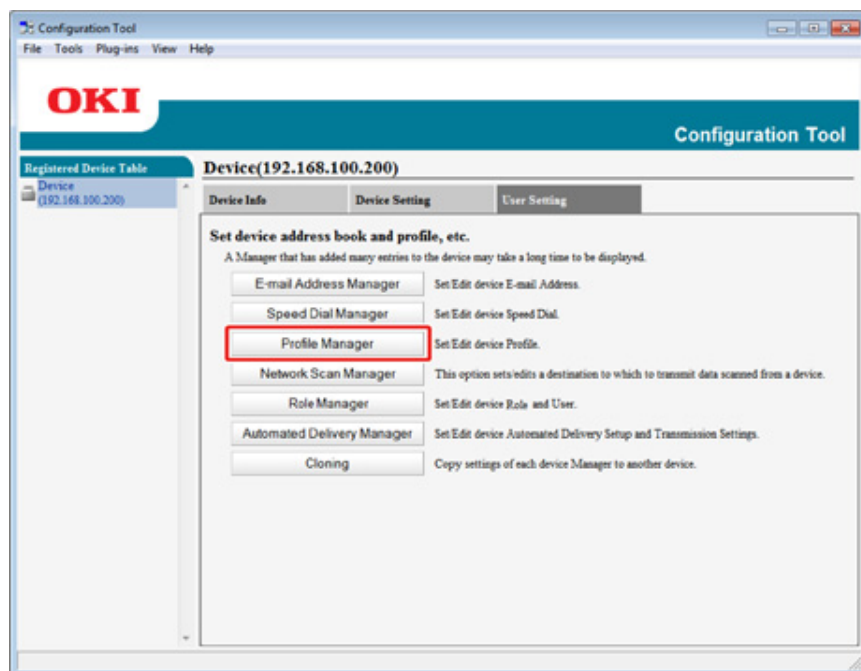 Configuration Tool
File Tools Plug-ins View Help
OKI
Configuration Tool
Registered Device Table
Device
(192.168.100.200)
Device(192.168.100.200)
Device Info Device Setting User Setting
Set device address book and profile, etc.
A Manager that has added many entries to the device may take a long time to be displayed.
E-mail Address Manager Set/Edit device E-mail Address.
Speed Dial Manager Set/Edit device Speed Dial.
Profile Manager Set/Edit device Profile.
Network Scan Manager This option sets/edits a destination to which to transmit data scanned from a device.
Role Manager Set/Edit device Role and User.
Automated Delivery Manager Set/Edit device Automated Delivery Setup and Transmission Settings.
Cloning Copy settings of each device Manager to another device.